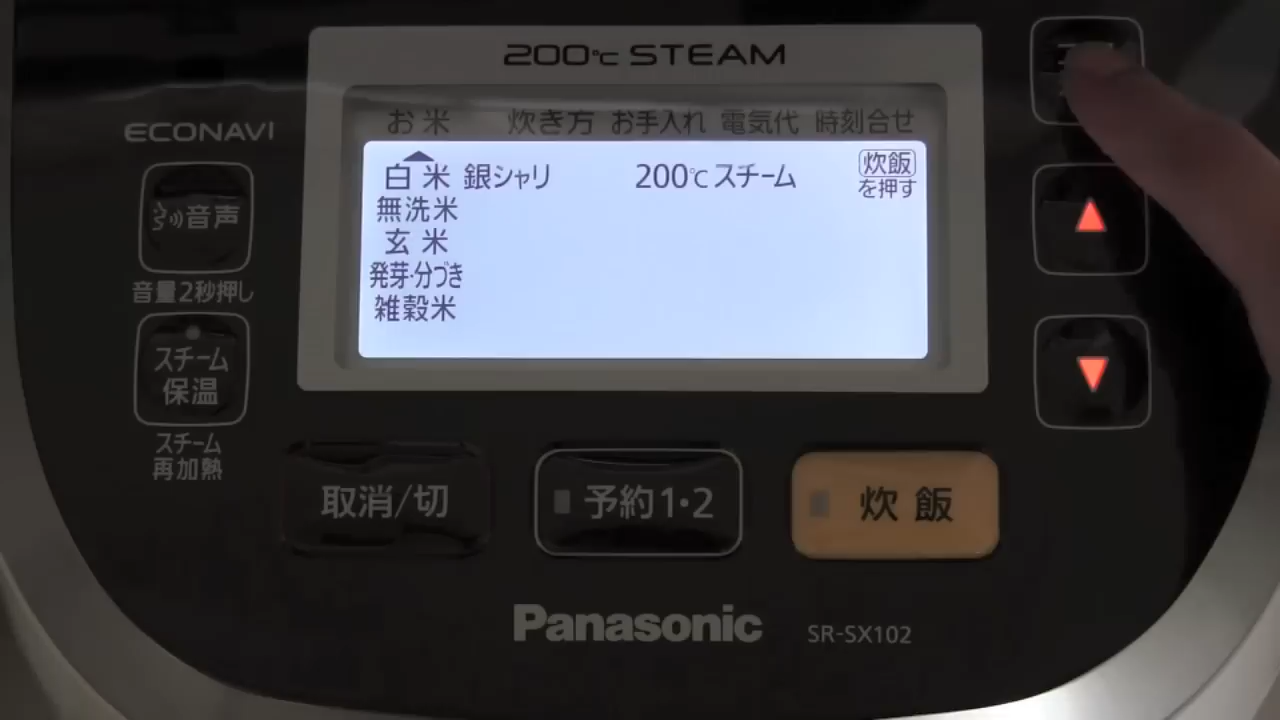 200℃ STEAM
お米 炊き方 お手入れ 電気代 時刻合せ
ECONAVI
白米 銀シャリ 200℃スチーム 炊飯
を押す
無洗米
玄米
発芽・分づき
雑穀米
音声
音量2秒押し
スチーム
保温
スチーム
再加熱
取消/切
予約1・2
炊飯
Panasonic
SR-SX102